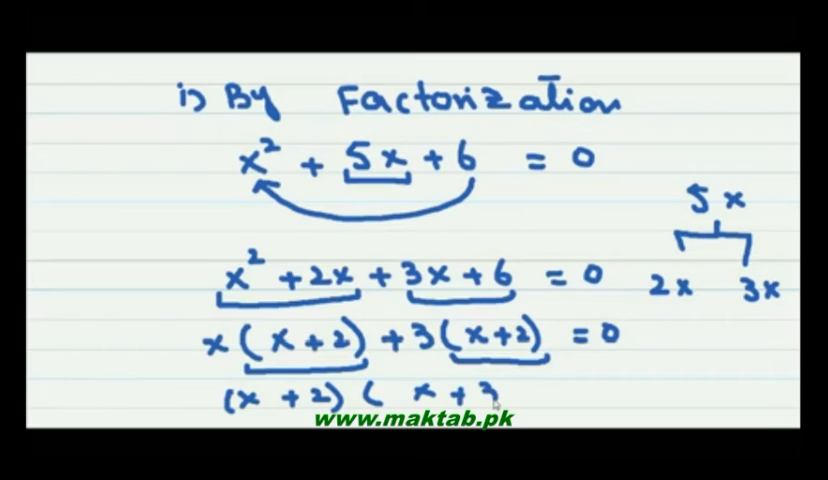 i) By Factorization
x² + 5x + 6 = 0
5x
2x 3x
x² + 2x + 3x + 6 = 0
x (x + 2) + 3 (x + 2) = 0
(x + 2) ( x + 3
www.maktab.pk